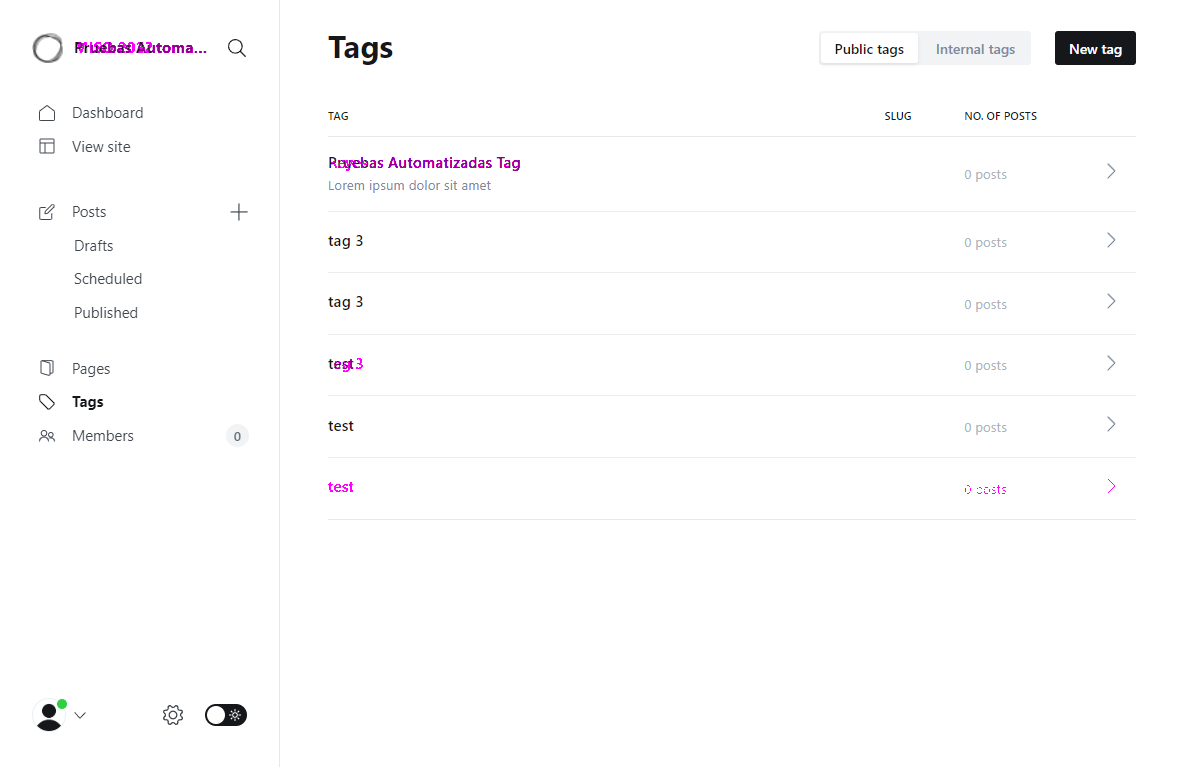 Pruebas Automa...
Tags
Public tags
Internal tags
New tag
Dashboard
View site
Posts
Drafts
Scheduled
Published
Pages
Tags
Members
0
TAG
SLUG
NO. OF POSTS
Pruebas Automatizadas Tag
Lorem ipsum dolor sit amet
0 posts
tag 3
0 posts
tag 3
0 posts
0 posts
test
0 posts
test
0 posts